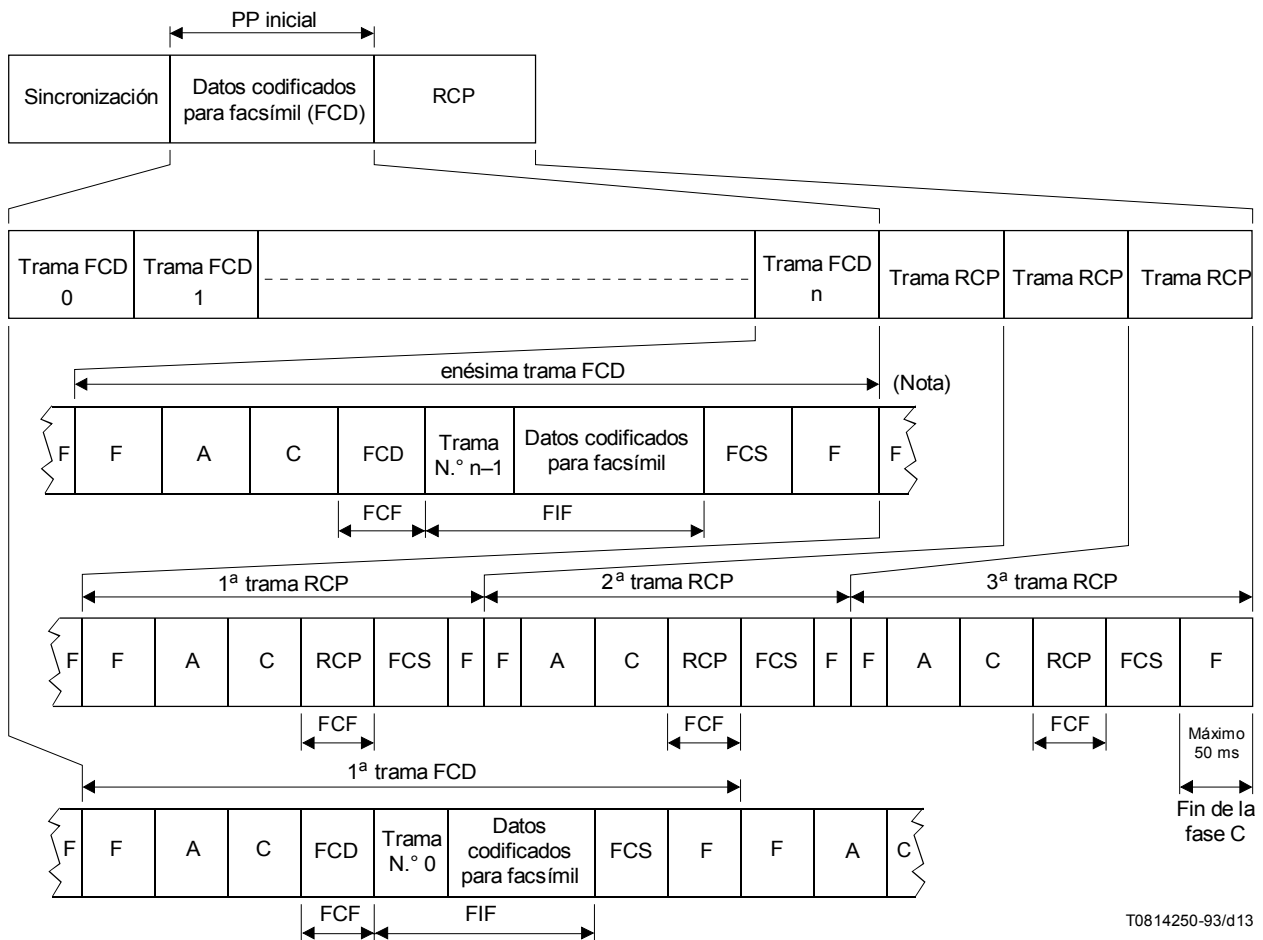 PP inicial
Sincronización
Datos codificados
para facsímil (FCD)
RCP
Trama FCD
0
Trama FCD
1
Trama FCD
n
Trama RCP
Trama RCP
Trama RCP
enésima trama FCD
(Nota)
F
F
A
C
FCD
Trama
N.° n–1
Datos codificados
para facsímil
FCS
F
F
FCF
FIF
1ª trama RCP
2ª trama RCP
3ª trama RCP
F
F
A
C
RCP
FCS
F
F
A
C
RCP
FCS
F
F
A
C
RCP
FCS
F
FCF
FCF
FCF
Máximo
50 ms
Fin de la
fase C
1ª trama FCD
F
F
A
C
FCD
Trama
N.° 0
Datos
codificados
para facsímil
FCS
F
F
A
C
FCF
FIF
T0814250-93/d13